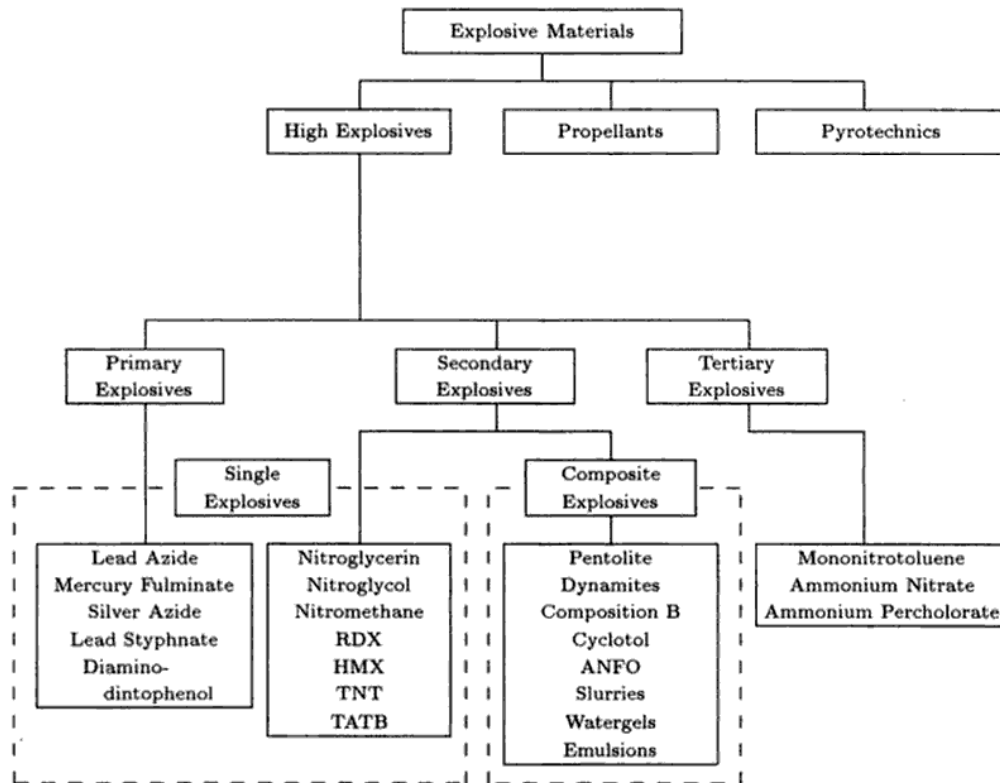 Explosive Materials
High Explosives
Propellants
Pyrotechnics
Primary
Explosives
Secondary
Explosives
Tertiary
Explosives
Single
Explosives
Composite
Explosives
Lead Azide
Mercury Fulminate
Silver Azide
Lead Styphnate
Diamino-
dintophenol
Nitroglycerin
Nitroglycol
Nitromethane
RDX
HMX
TNT
TATB
Pentolite
Dynamites
Composition B
Cyclotol
ANFO
Slurries
Watergels
Emulsions
Mononitrotoluene
Ammonium Nitrate
Ammonium Percholorate